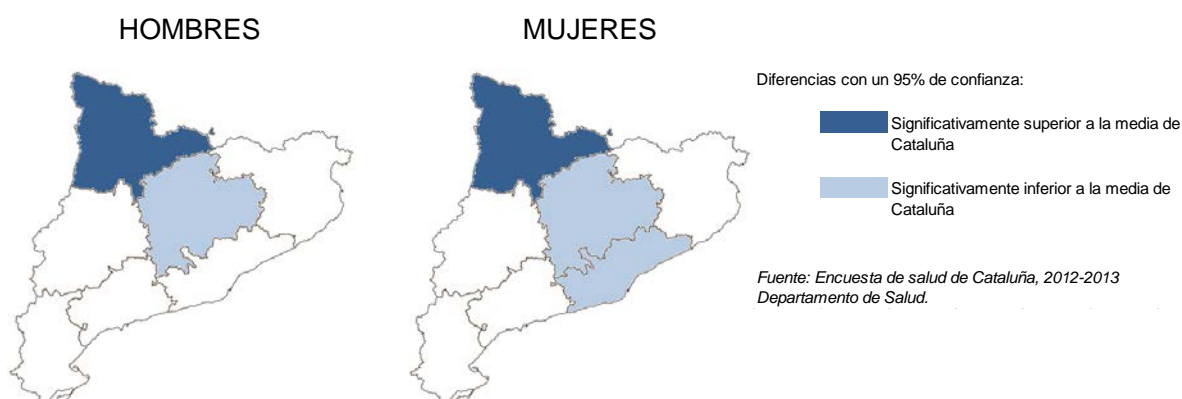 HOMBRES
MUJERES
Diferencias con un 95% de confianza:
Significativamente superior a la media de
Cataluña
Significativamente inferior a la media de
Cataluña
Fuente: Encuesta de salud de Cataluña, 2012-2013
Departamento de Salud.